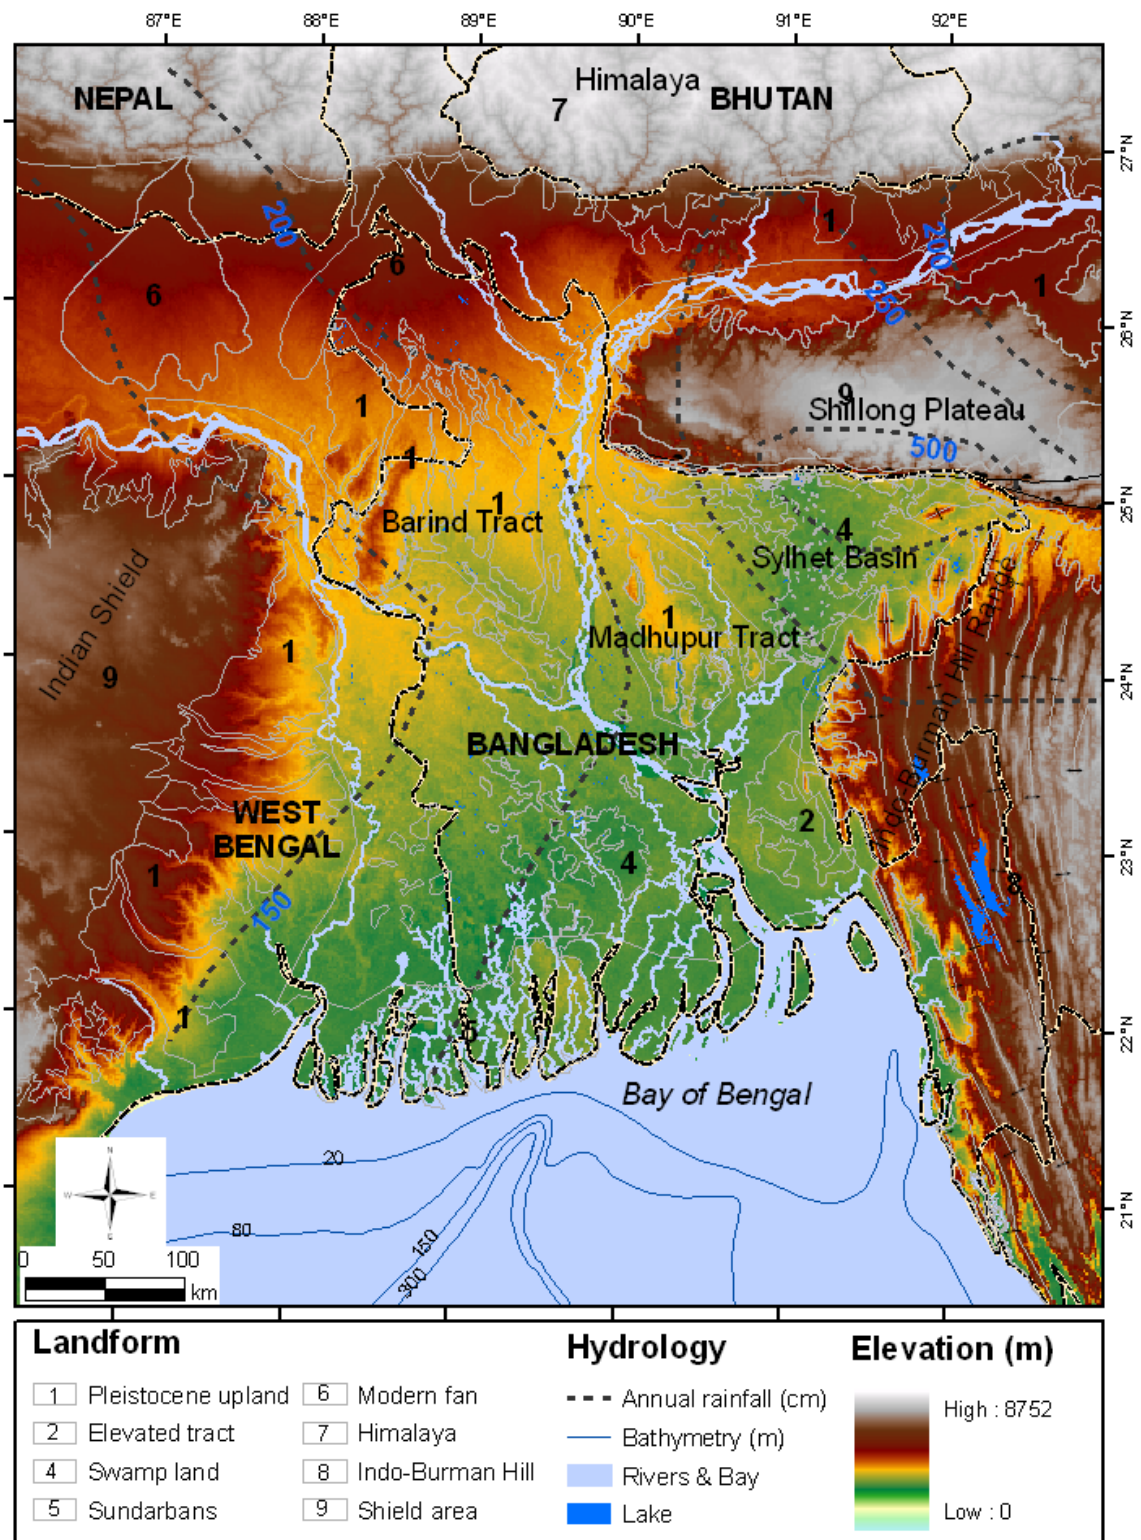 87°E 88°E 89°E 90°E 91°E 92°E
Himalaya
NEPAL
7
BHUTAN
27°N
200
1
200
6
6
250
1
26°N
9
Shillong Plateau
1
500
1
25°N
1
Barind Tract
4
Sylhet Basin
Indian Shield
1
Madhupur Tract
1
9
24°N
Indo-Burman Hill Range
BANGLADESH
WEST
BENGAL
2
23°N
1
4
8
150
1
5
22°N
Bay of Bengal
N
W E
S
20
21°N
80
150
300
0 50 100
km
Landform
1 Pleistocene upland
2 Elevated tract
4 Swamp land
5 Sundarbans
6 Modern fan
7 Himalaya
8 Indo-Burman Hill
9 Shield area
Hydrology
Annual rainfall (cm)
Bathymetry (m)
Rivers & Bay
Lake
Elevation (m)
High : 8752
Low : 0